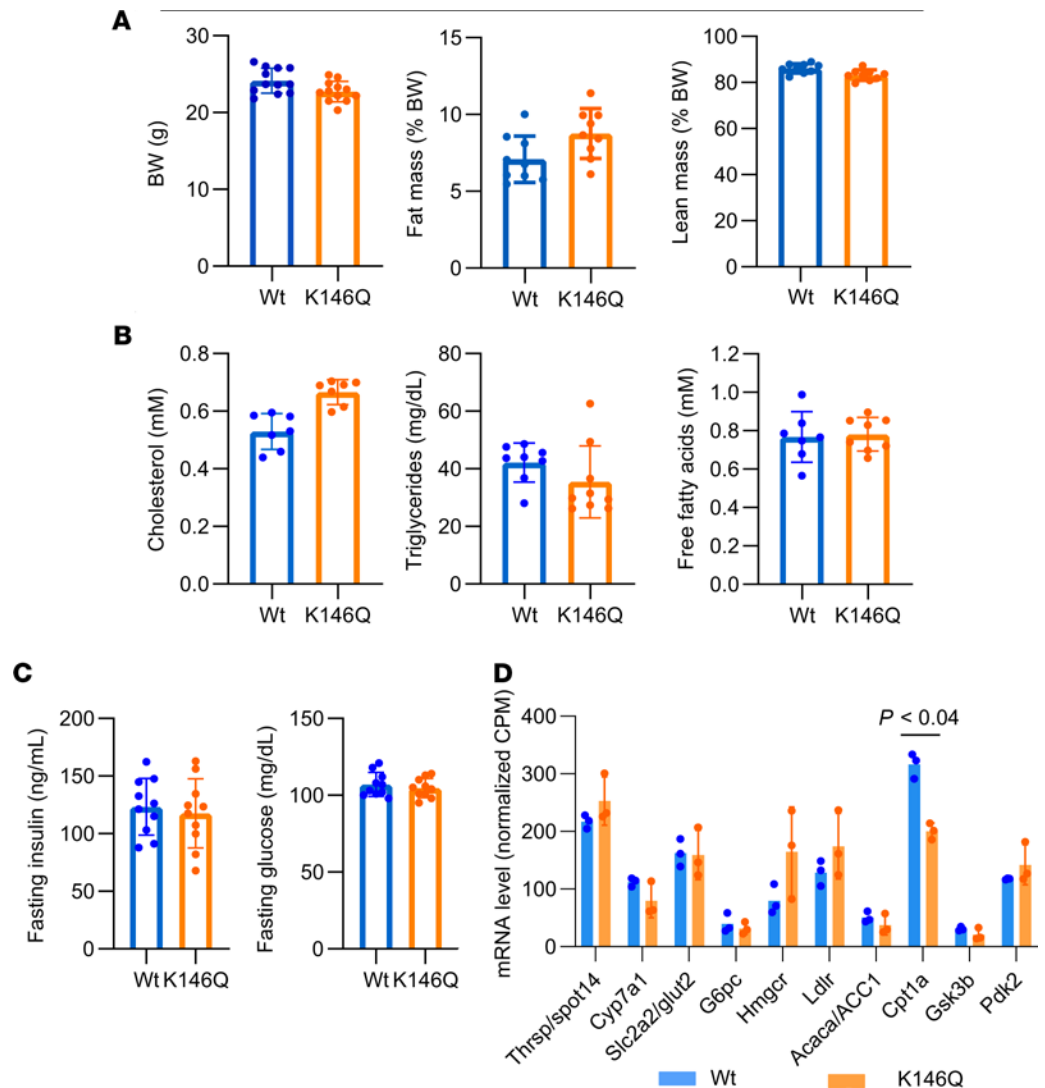 A
BW (g)
30
20
10
0
Wt K146Q
Fat mass (% BW)
15
10
5
0
Wt K146Q
Lean mass (% BW)
100
80
60
40
20
0
Wt K146Q
B
Cholesterol (mM)
0.8
0.6
0.4
0.2
0.0
Wt K146Q
Triglycerides (mg/dL)
80
60
40
20
0
Wt K146Q
Free fatty acids (mM)
1.2
1.0
0.8
0.6
0.4
0.2
0.0
Wt K146Q
C
Fasting insulin (ng/mL)
200
150
100
50
0
Wt K146Q
Fasting glucose (mg/dL)
150
100
50
0
Wt K146Q
D
mRNA level (normalized CPM)
400
300
200
100
0
P < 0.04
Thrsp/spot14
Cyp7a1
Slc2a2/glut2
G6pc
Hmgcr
Ldlr
Acaca/ACC1
Cpt1a
Gsk3b
Pdk2
Wt K146Q